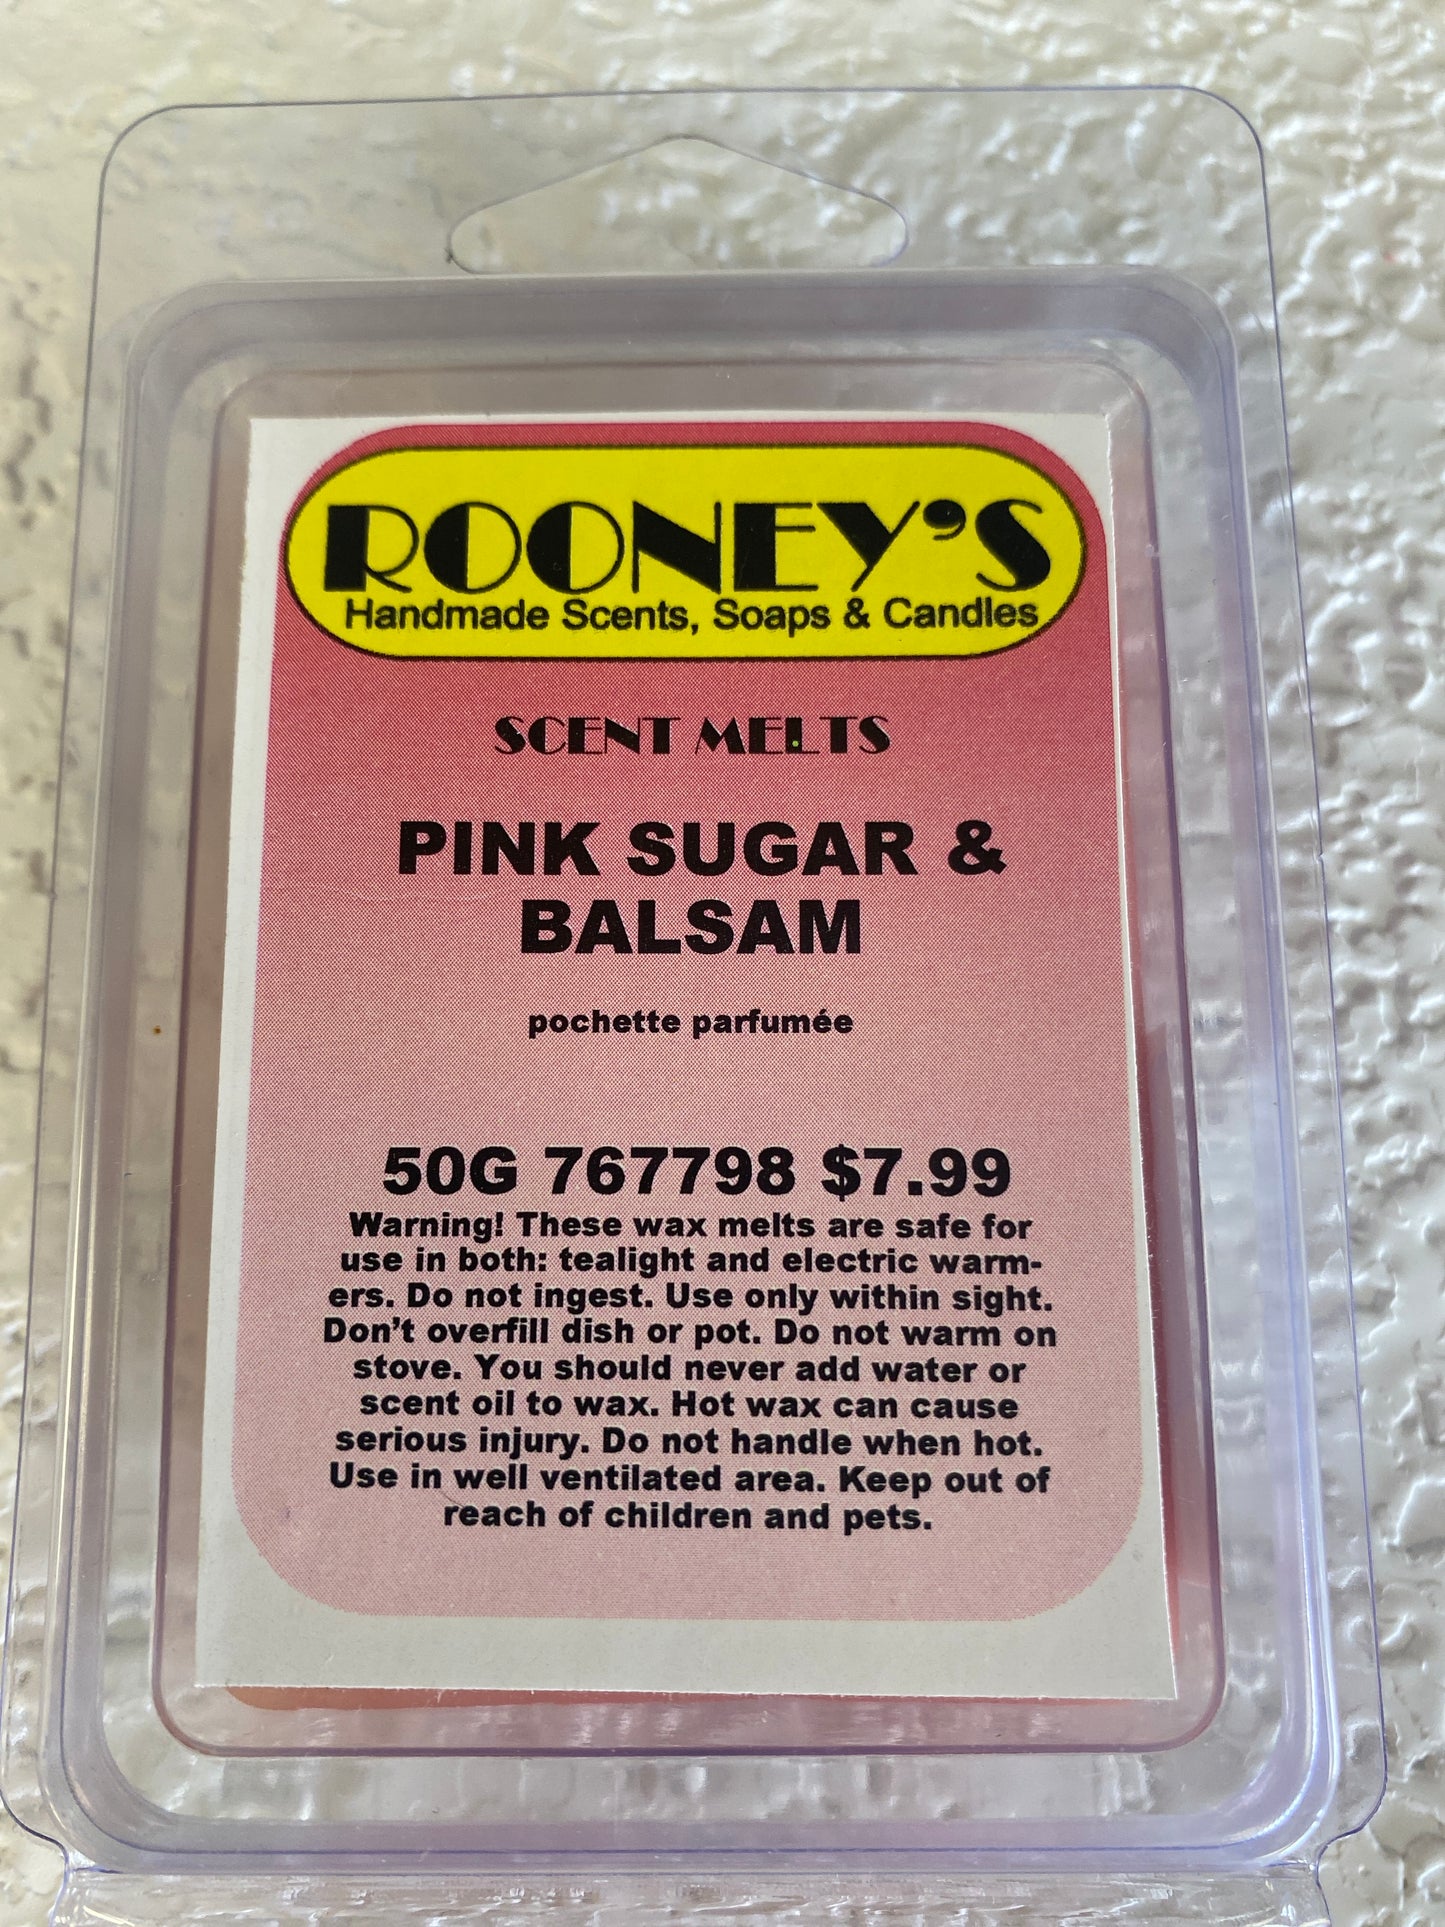 ROONEY'S
Handmade Scents, Soaps & Candles
SCENT MELTS
PINK SUGAR &
BALSAM
pochette parfumée
50G 767798 $7.99
Warning! These wax melts are safe for
use in both: tealight and electric warm-
ers. Do not ingest. Use only within sight.
Don't overfill dish or pot. Do not warm on
stove. You should never add water or
scent oil to wax. Hot wax can cause
serious injury. Do not handle when hot.
Use in well ventilated area. Keep out of
reach of children and pets.